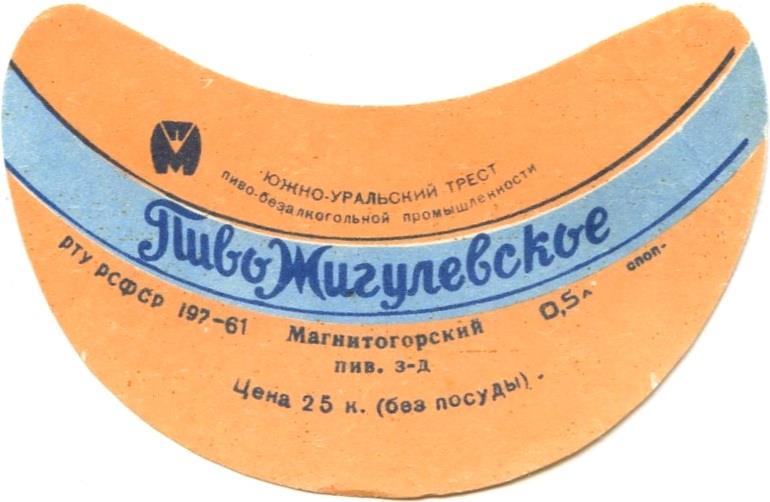 ЮЖНО-УРАЛЬСКИЙ ТРЕСТ
пиво-безалкогольной промышленности
Пиво Жигулевское
РТУ РСФСР 197-61
Магнитогорский
пив. з-д
0,5л
спол-
Цена 25 к. (без посуды).